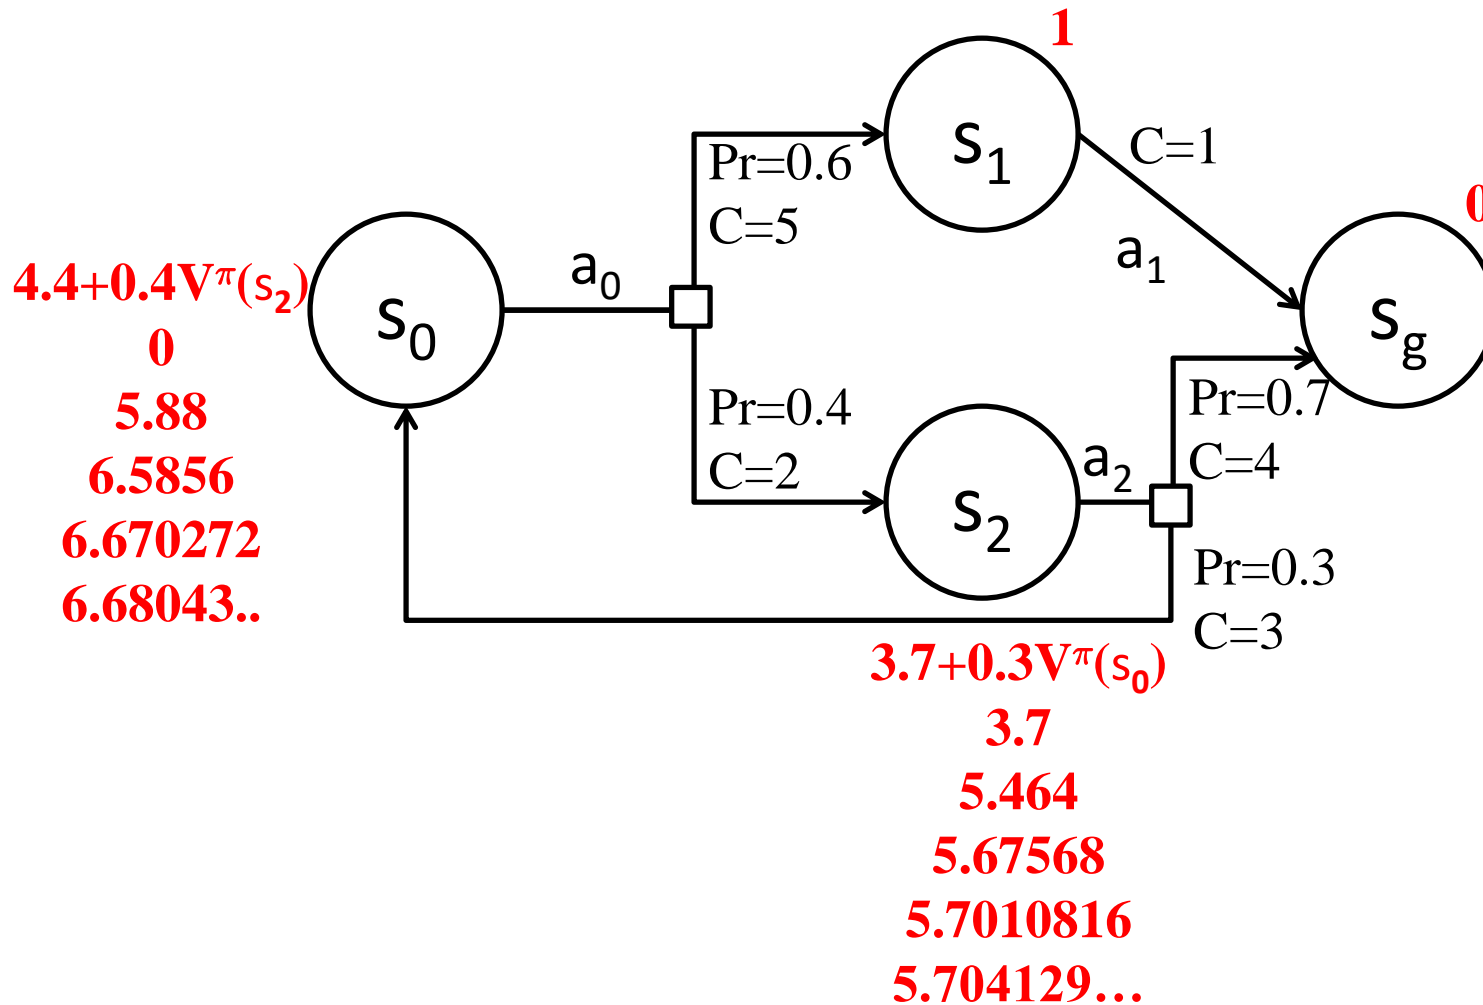 1
s₁
C=1
Pr=0.6
C=5
a₁
0
a₀
4.4+0.4Vπ(s₂)
s₀
s_g
0
5.88
6.5856
6.670272
6.68043..
Pr=0.4
C=2
s₂
a₂
Pr=0.7
C=4
Pr=0.3
C=3
3.7+0.3Vπ(s₀)
3.7
5.464
5.67568
5.7010816
5.704129…